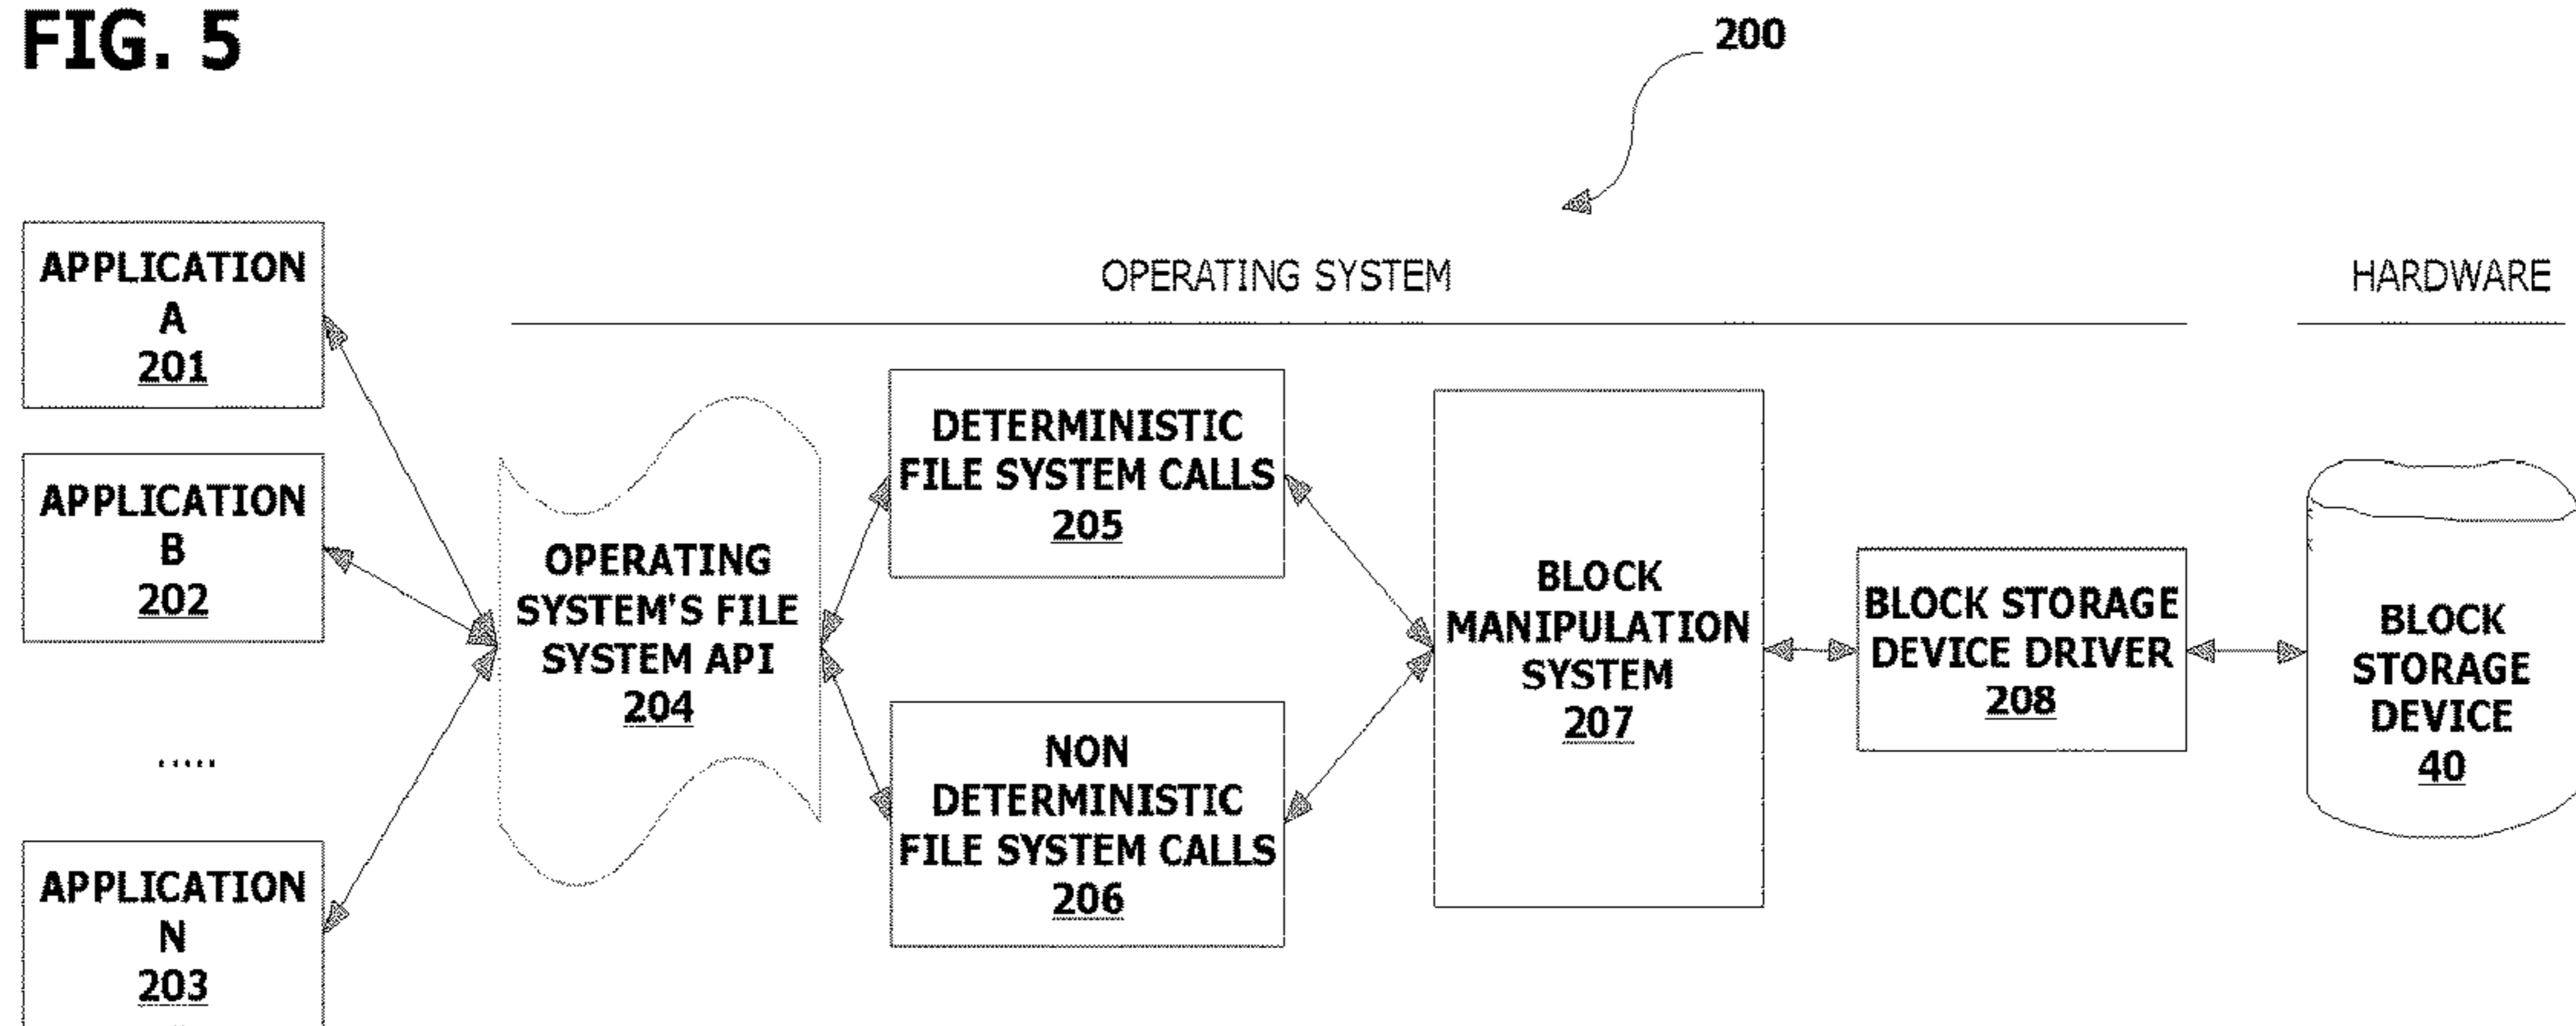 FIG. 5
200
OPERATING SYSTEM
HARDWARE
APPLICATION
A
201
APPLICATION
B
202
.....
APPLICATION
N
203
OPERATING
SYSTEM'S FILE
SYSTEM API
204
DETERMINISTIC
FILE SYSTEM CALLS
205
NON
DETERMINISTIC
FILE SYSTEM CALLS
206
BLOCK
MANIPULATION
SYSTEM
207
BLOCK STORAGE
DEVICE DRIVER
208
BLOCK
STORAGE
DEVICE
40